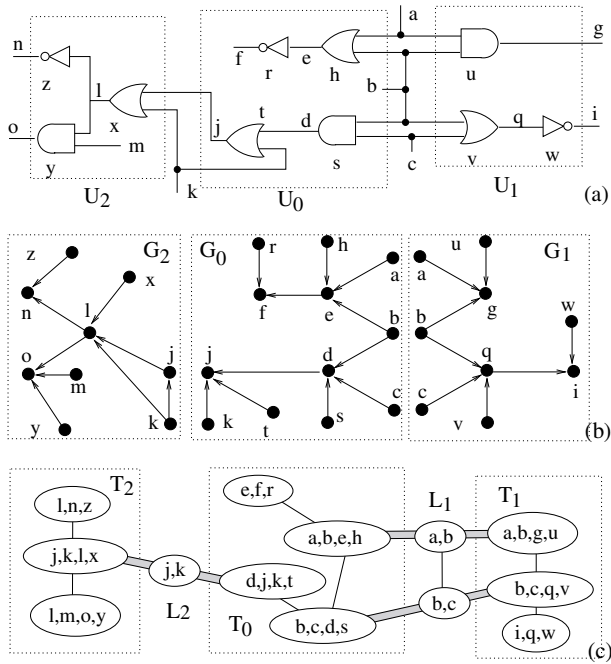 a
n
g
f
r
e
h
u
z
b
l
t
d
j
q
i
o
x
m
s
c
v
w
y
k
U2
U0
U1
(a)
G2
G0
G1
z
r
h
u
x
a
a
w
n
f
e
g
l
b
b
o
j
j
d
q
m
i
k
c
c
y
k
t
s
v
(b)
T2
L1
T1
e,f,r
l,n,z
a,b,e,h
a,b
a,b,g,u
j,k,l,x
j,k
d,j,k,t
b,c
b,c,q,v
L2
l,m,o,y
T0
b,c,d,s
i,q,w
(c)